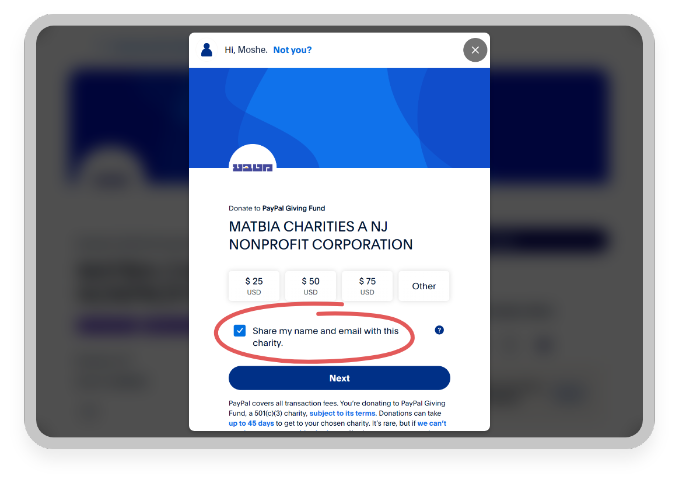 Hi, Moshe. Not you?
מטבע
Donate to PayPal Giving Fund
MATBIA CHARITIES A NJ
NONPROFIT CORPORATION
$ 25 $ 50 $ 75 Other
USD USD USD
Share my name and email with this
charity.
?
Next
PayPal covers all transaction fees. You're donating to PayPal Giving
Fund, a 501(c)(3) charity, subject to its terms. Donations can take
up to 45 days to get to your chosen charity. It's rare, but if we can't